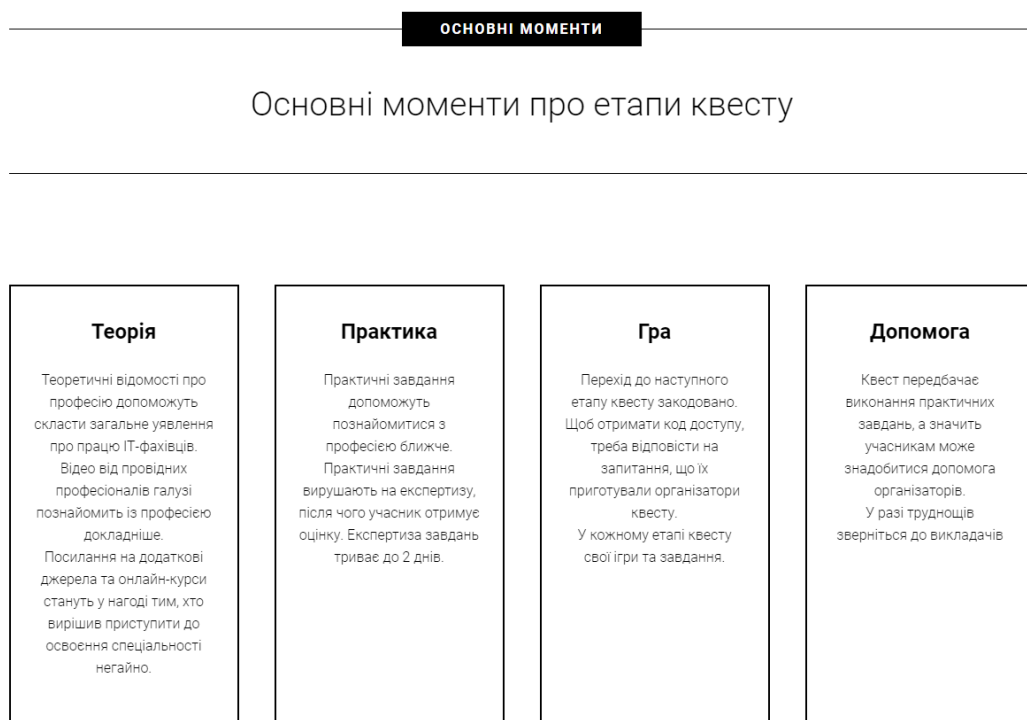 ОСНОВНІ МОМЕНТИ
Основні моменти про етапи квесту
Теорія
Теоретичні відомості про
професію допоможуть
скласти загальне уявлення
про працю ІТ-фахівців.
Відео від провідних
професіоналів галузі
познайомить із професією
докладніше.
Посилання на додаткові
джерела та онлайн-курси
стануть у нагоді тим, хто
вирішив приступити до
освоєння спеціальності
негайно.
Практика
Практичні завдання
допоможуть
познайомитися з
професією ближче.
Практичні завдання
вирушають на експертизу,
після чого учасник отримує
оцінку. Експертиза завдань
триває до 2 днів.
Гра
Перехід до наступного
етапу квесту закодовано.
Щоб отримати код доступу,
треба відповісти на
запитання, що їх
приготували організатори
квесту.
У кожному етапі квесту
свої ігри та завдання.
Допомога
Квест передбачає
виконання практичних
завдань, а значить
учасникам може
знадобитися допомога
організаторів.
У разі труднощів
зверніться до викладачів